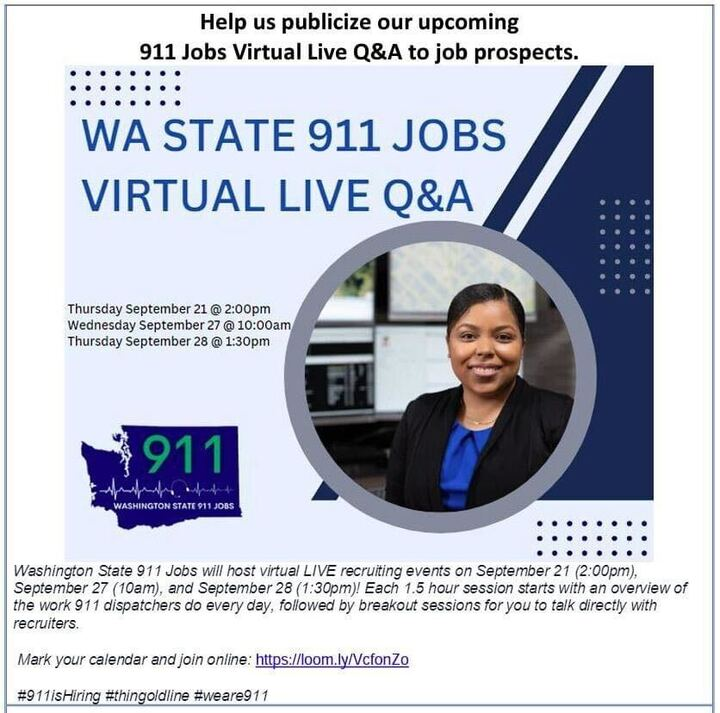 Help us publicize our upcoming
911 Jobs Virtual Live Q&A to job prospects.
WA STATE 911 JOBS
VIRTUAL LIVE Q&A
Thursday September 21 @ 2:00pm
Wednesday September 27 @ 10:00am
Thursday September 28 @ 1:30pm
911
WASHINGTON STATE 911 JOBS
Washington State 911 Jobs will host virtual LIVE recruiting events on September 21 (2:00pm),
September 27 (10am), and September 28 (1:30pm)! Each 1.5 hour session starts with an overview of
the work 911 dispatchers do every day, followed by breakout sessions for you to talk directly with
recruiters.
Mark your calendar and join online: https://loom.ly/VcfonZo
#911isHiring #thingoldline #weare911